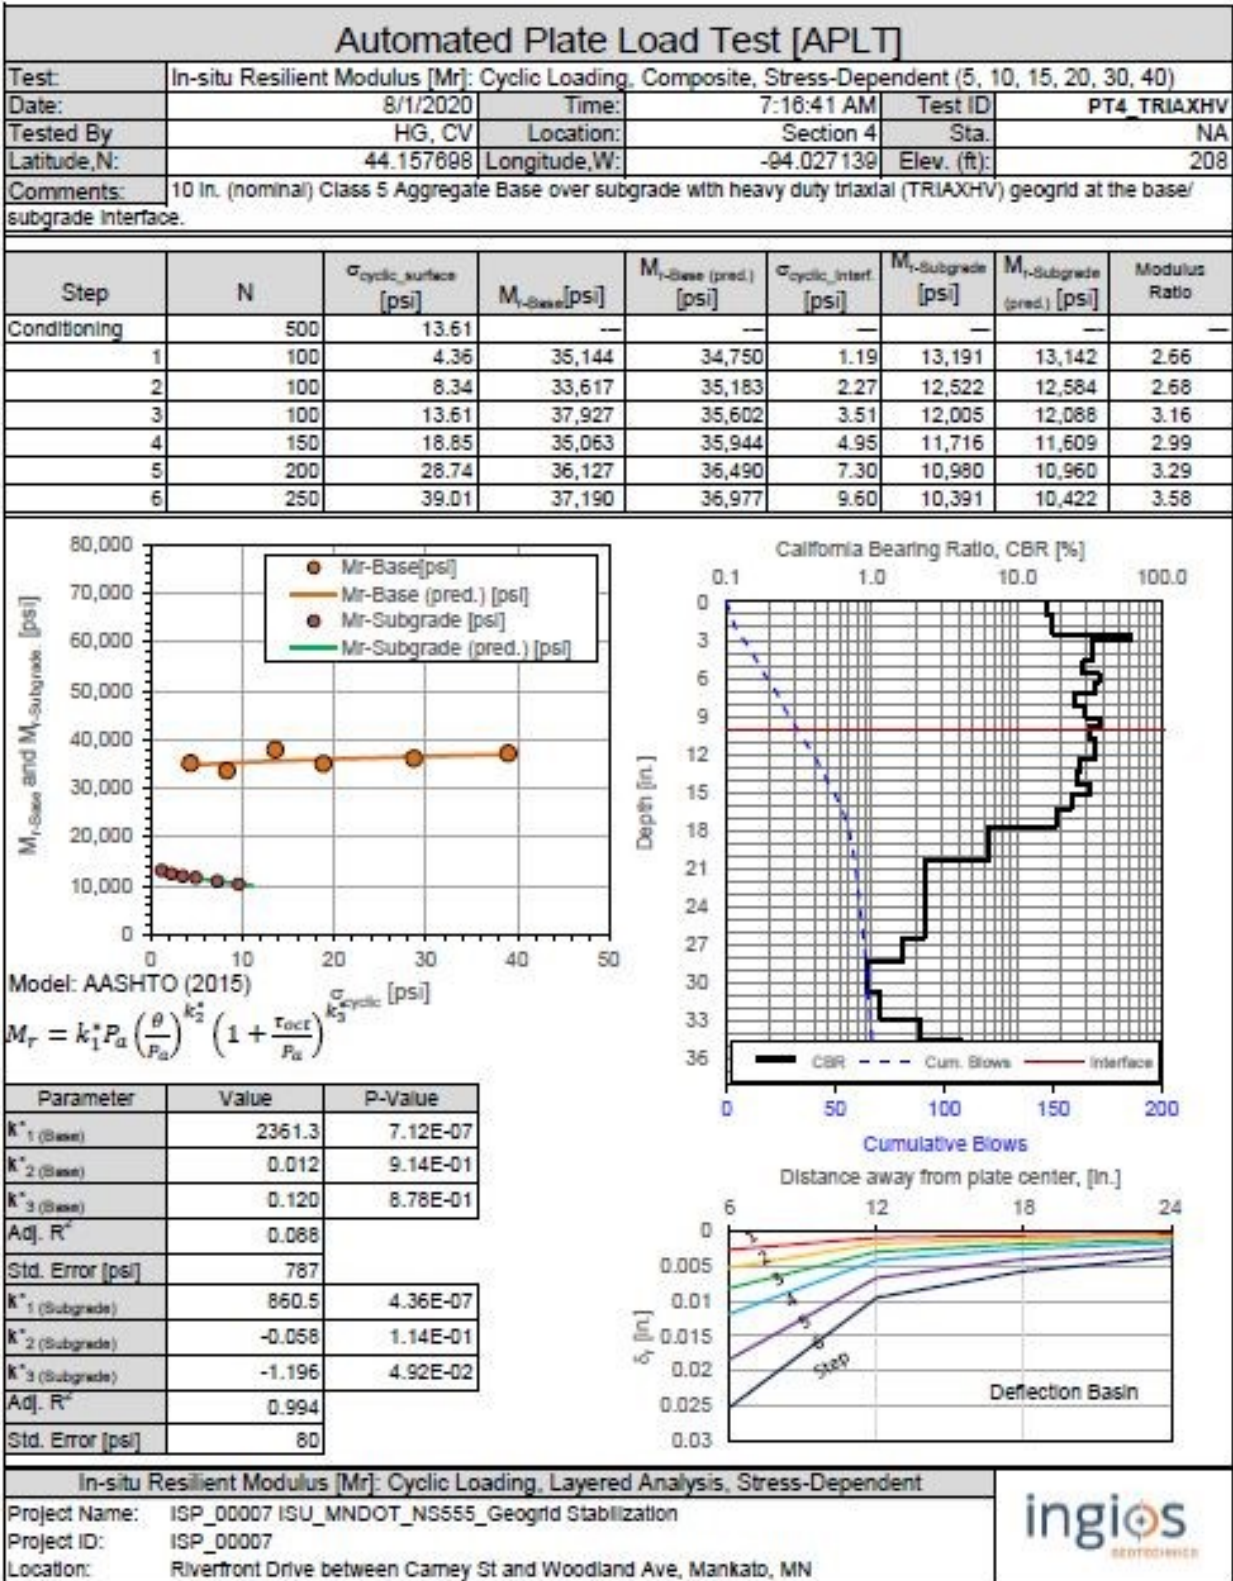 Automated Plate Load Test [APLT]
Test: In-situ Resilient Modulus [Mr]: Cyclic Loading, Composite, Stress-Dependent (5, 10, 15, 20, 30, 40)
Date: 8/1/2020 Time: 7:16:41 AM Test ID PT4_TRIAXHV
Tested By HG, CV Location: Section 4 Sta. NA
Latitude,N: 44.157698 Longitude,W: -94.027139 Elev. (ft): 208
Comments: 10 in. (nominal) Class 5 Aggregate Base over subgrade with heavy duty triaxial (TRIAXHV) geogrid at the base/
subgrade interface.
Step N σcyclic_surface [psi] Mr-Base[psi] Mr-Base (pred.) [psi] σcyclic_interf. [psi] Mr-Subgrade [psi] Mr-Subgrade (pred.) [psi] Modulus Ratio
Conditioning 500 13.61 --- --- --- --- --- ---
1 100 4.36 35,144 34,750 1.19 13,191 13,142 2.66
2 100 8.34 33,617 35,183 2.27 12,522 12,584 2.68
3 100 13.61 37,927 35,602 3.51 12,005 12,088 3.16
4 150 18.85 35,063 35,944 4.95 11,716 11,609 2.99
5 200 28.74 36,127 36,490 7.30 10,980 10,960 3.29
6 250 39.01 37,190 36,977 9.60 10,391 10,422 3.58
Mr-Base and Mr-Subgrade. [psi]
80,000
70,000
60,000
50,000
40,000
30,000
20,000
10,000
0
Mr-Base[psi]
Mr-Base (pred.) [psi]
Mr-Subgrade [psi]
Mr-Subgrade (pred.) [psi]
0 10 20 30 40 50
σcyclic [psi]
Model: AASHTO (2015)
M_r = k_1^* P_a (θ/P_a)^{k_2^*} (1 + τ_oct/P_a)^{k_3^*}
California Bearing Ratio, CBR [%]
0.1 1.0 10.0 100.0
Depth [in.]
0
3
6
9
12
15
18
21
24
27
30
33
36
CBR Cum. Blows Interface
0 50 100 150 200
Cumulative Blows
Parameter Value P-Value
k*1 (Base) 2361.3 7.12E-07
k*2 (Base) 0.012 9.14E-01
k*3 (Base) 0.120 8.78E-01
Adj. R² 0.088
Std. Error [psi] 787
k*1 (Subgrade) 860.5 4.36E-07
k*2 (Subgrade) -0.058 1.14E-01
k*3 (Subgrade) -1.196 4.92E-02
Adj. R² 0.994
Std. Error [psi] 80
Distance away from plate center, [in.]
6 12 18 24
δr [in.]
0
0.005
0.01
0.015
0.02
0.025
0.03
1
2
3
4
5
6
Step
Deflection Basin
In-situ Resilient Modulus [Mr]: Cyclic Loading, Layered Analysis, Stress-Dependent
Project Name: ISP_00007 ISU_MNDOT_NS555_Geogrid Stabilization
Project ID: ISP_00007
Location: Riverfront Drive between Carney St and Woodland Ave, Mankato, MN
ingios
GEOTECHNICS